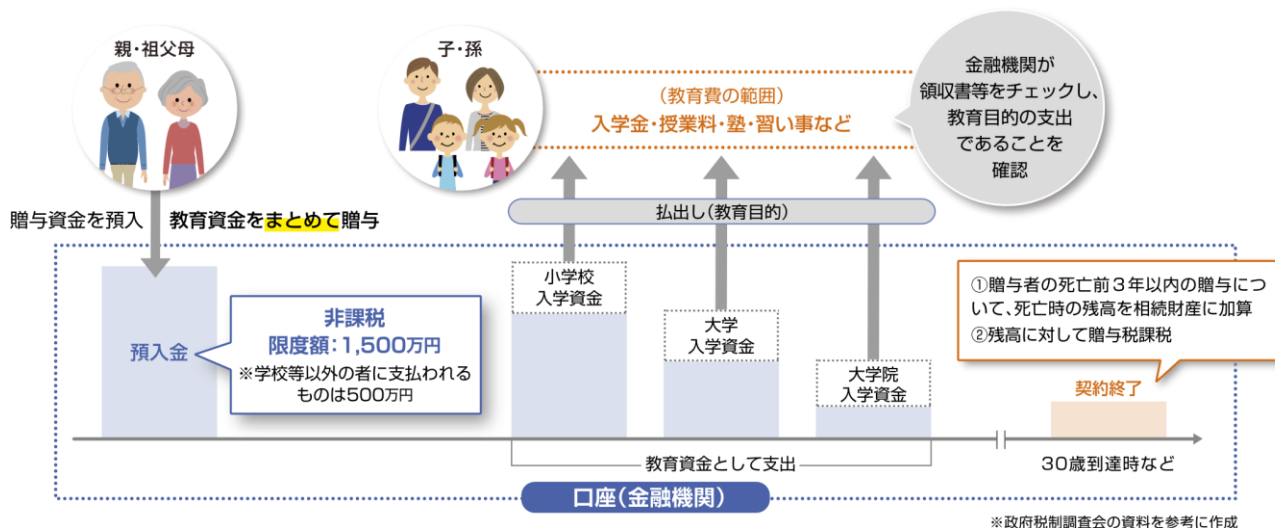 親・祖父母
子・孫
(教育費の範囲)
入学金・授業料・塾・習い事など
金融機関が
領収書等をチェックし、
教育目的の支出
であることを
確認
贈与資金を預入
教育資金をまとめて贈与
払出し(教育目的)
預入金
非課税
限度額:1,500万円
※学校等以外の者に支払われる
ものは500万円
小学校
入学資金
大学
入学資金
大学院
入学資金
①贈与者の死亡前3年以内の贈与につ
いて、死亡時の残高を相続財産に加算
②残高に対して贈与税課税
契約終了
教育資金として支出
30歳到達時など
口座(金融機関)
※政府税制調査会の資料を参考に作成